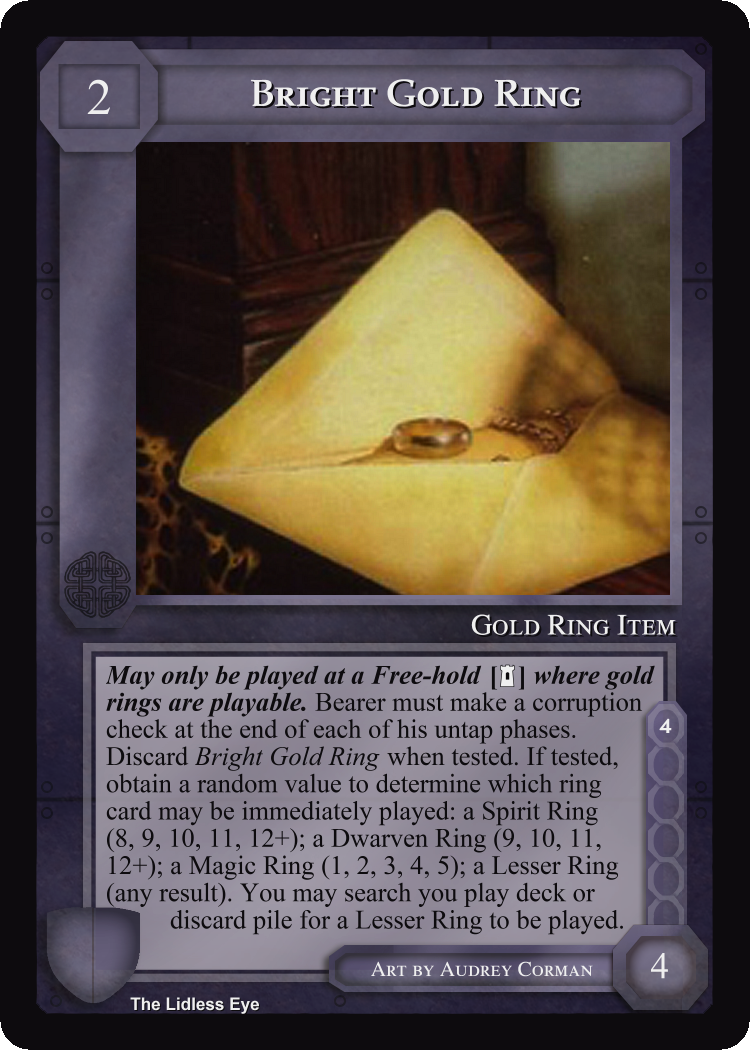 2
Bright Gold Ring
Gold Ring Item
May only be played at a Free-hold [ ] where gold
rings are playable. Bearer must make a corruption
check at the end of each of his untap phases.
Discard Bright Gold Ring when tested. If tested,
obtain a random value to determine which ring
card may be immediately played: a Spirit Ring
(8, 9, 10, 11, 12+); a Dwarven Ring (9, 10, 11,
12+); a Magic Ring (1, 2, 3, 4, 5); a Lesser Ring
(any result). You may search you play deck or
discard pile for a Lesser Ring to be played.
4
Art by Audrey Corman
4
The Lidless Eye